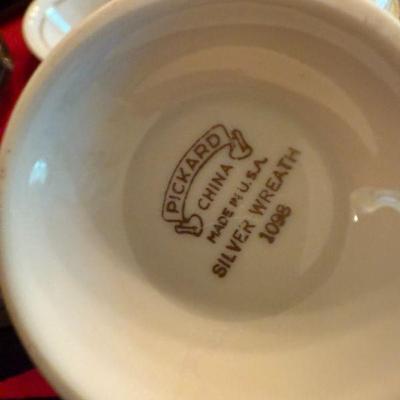 PICKARD
CHINA
MADE IN U.S.A.
SILVER WREATH
1098